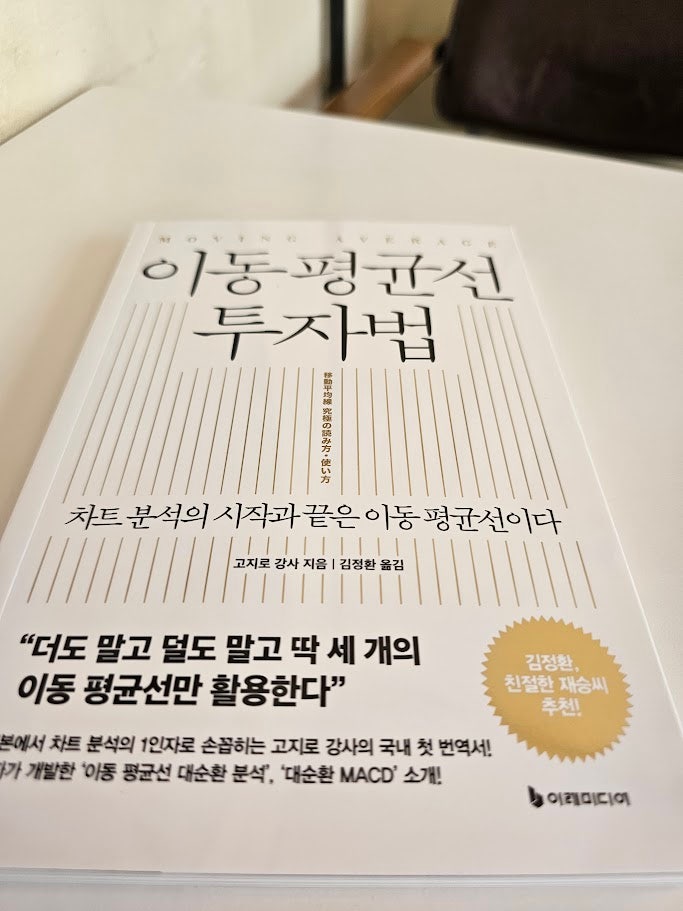 MOVING AVERAGE
이동평균선
투자법
移動平均線 究極の読み方・使い方
차트 분석의 시작과 끝은 이동 평균선이다
고지로 강사 지음 | 김정환 옮김
“더도 말고 덜도 말고 딱 세 개의
이동 평균선만 활용한다”
김정환,
친절한 재승씨
추천!
본에서 차트 분석의 1인자로 손꼽히는 고지로 강사의 국내 첫 번역서!
가 개발한 ‘이동 평균선 대순환 분석’, ‘대순환 MACD’ 소개!
이레미디어